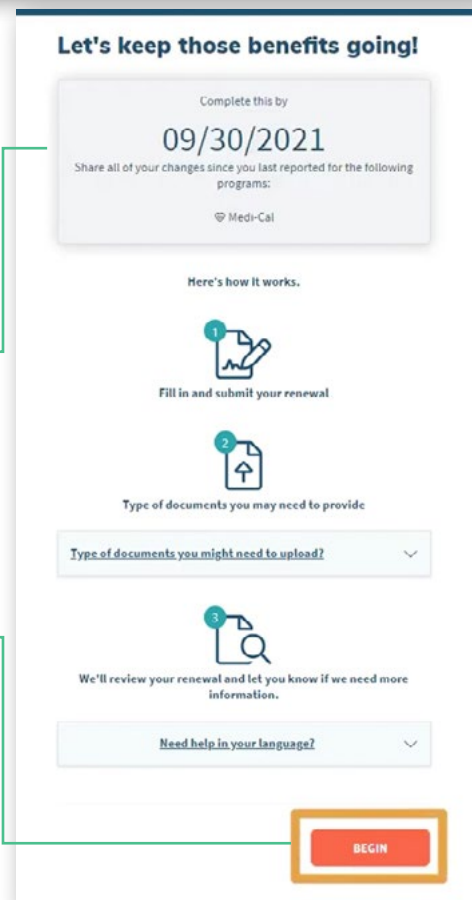 Let's keep those benefits going!
Complete this by
09/30/2021
Share all of your changes since you last reported for the following
programs:
Medi-Cal
Here's how it works.
1
Fill in and submit your renewal
2
Type of documents you may need to provide
Type of documents you might need to upload?
3
We'll review your renewal and let you know if we need more
information.
Need help in your language?
BEGIN